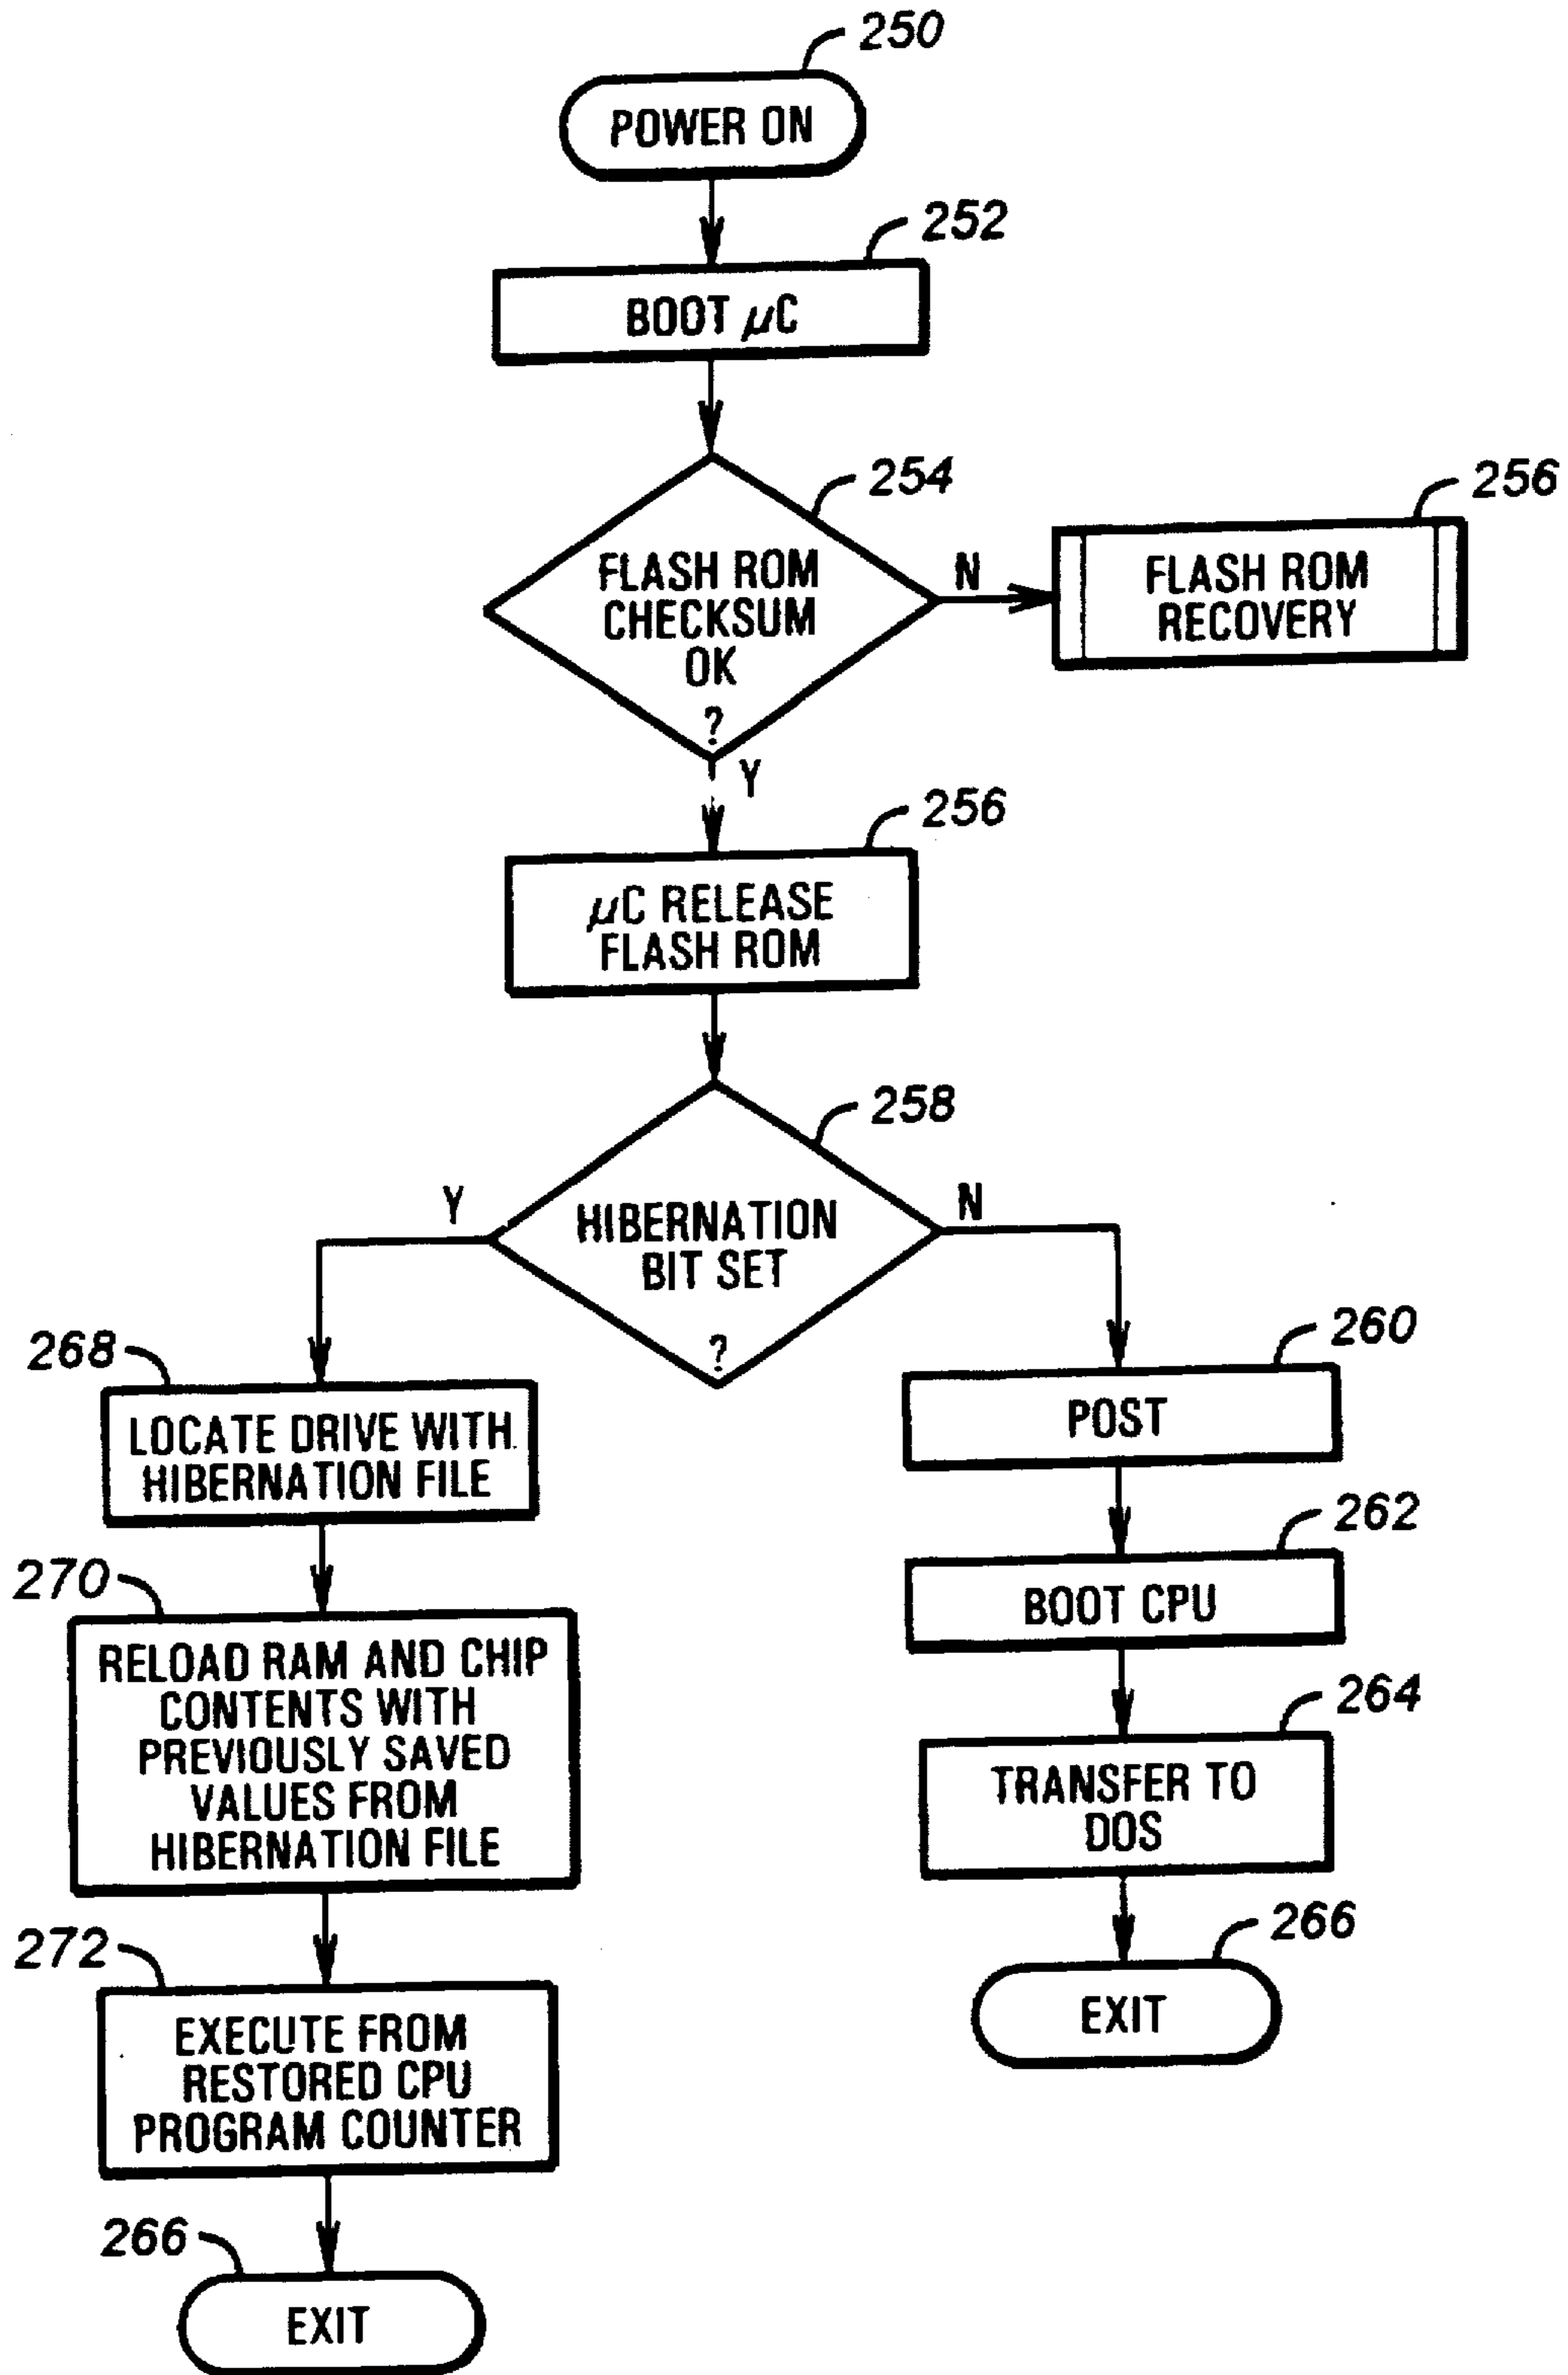 250
POWER ON
252
BOOT μC
254
FLASH ROM
CHECKSUM
OK
?
N
256
FLASH ROM
RECOVERY
Y
256
μC RELEASE
FLASH ROM
258
HIBERNATION
BIT SET
?
Y
N
268
LOCATE DRIVE WITH
HIBERNATION FILE
270
RELOAD RAM AND CHIP
CONTENTS WITH
PREVIOUSLY SAVED
VALUES FROM
HIBERNATION FILE
272
EXECUTE FROM
RESTORED CPU
PROGRAM COUNTER
266
EXIT
260
POST
262
BOOT CPU
264
TRANSFER TO
DOS
266
EXIT